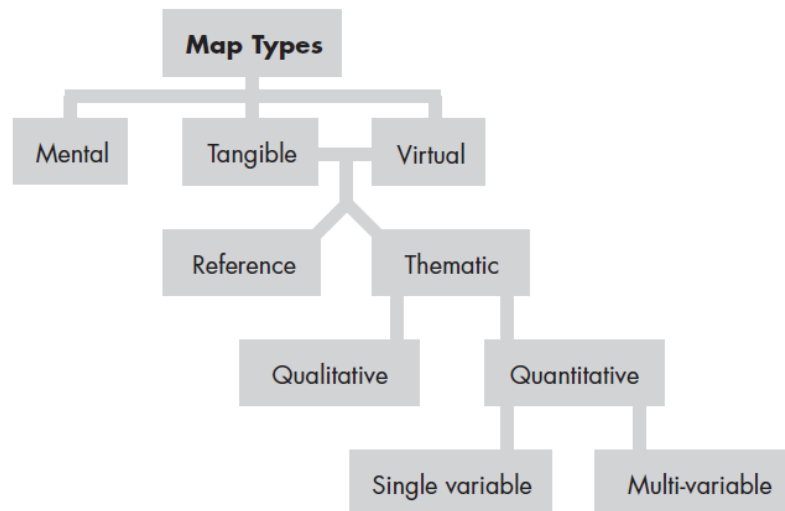 Map Types
Mental
Tangible
Virtual
Reference
Thematic
Qualitative
Quantitative
Single variable
Multi-variable